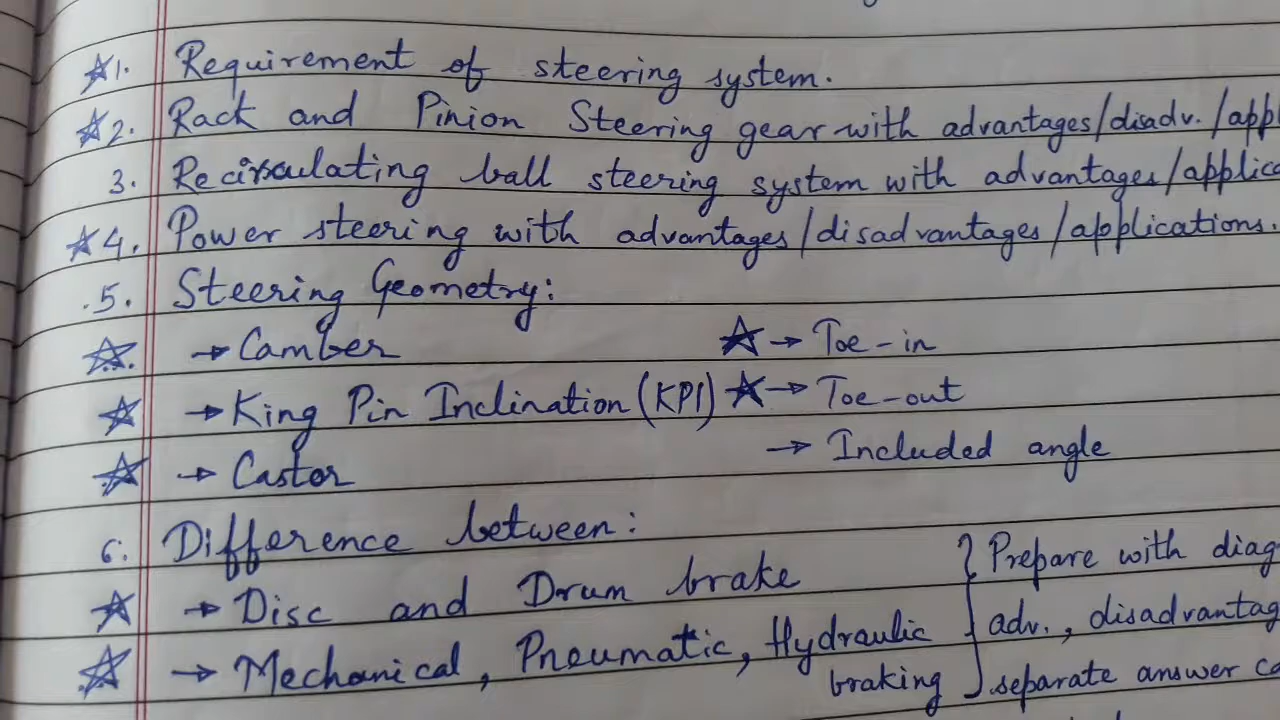 ☆1. Requirement of steering system.
☆2. Rack and Pinion Steering gear with advantages/disadv./appl
3. Recirculating ball steering system with advantages/applica
☆4. Power steering with advantages/disadvantages/applications.
.5. Steering Geometry:
☆ → Camber ☆ → Toe-in
☆ → King Pin Inclination (KPI) ☆ → Toe-out
→ Included angle
☆ → Castor
6. Difference between:
☆ → Disc and Drum brake } Prepare with diag
☆ → Mechanical, Pneumatic, Hydraulic adv., disadvantag
braking separate answer